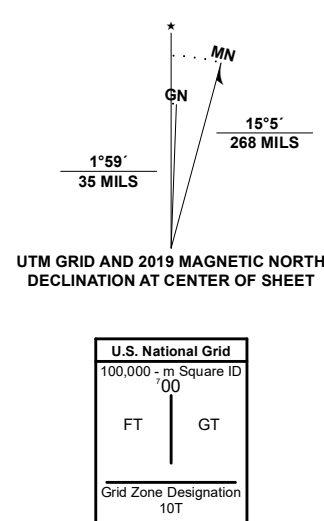 ★
MN
GN
15°5´
268 MILS
1°59´
35 MILS
UTM GRID AND 2019 MAGNETIC NORTH
DECLINATION AT CENTER OF SHEET
U.S. National Grid
100,000 - m Square ID
⁷00
FT GT
Grid Zone Designation
10T